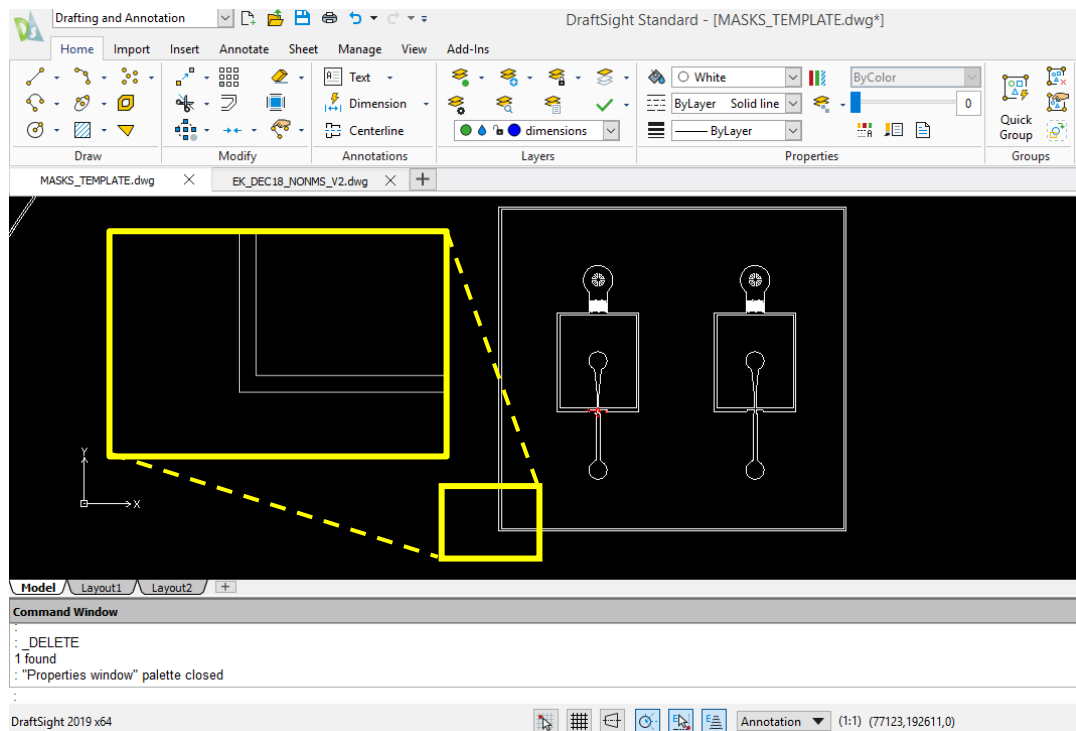 Drafting and Annotation
DraftSight Standard - [MASKS_TEMPLATE.dwg*]
Home Import Insert Annotate Sheet Manage View Add-Ins
Text
White
ByColor
Dimension
ByLayer Solid line
0
Centerline
dimensions
ByLayer
Quick
Group
Draw Modify Annotations Layers Properties Groups
MASKS_TEMPLATE.dwg EK_DEC18_NONMS_V2.dwg
Y
X
Model Layout1 Layout2
Command Window
:
: _DELETE
1 found
: "Properties window" palette closed
:
DraftSight 2019 x64 Annotation (1:1) (77123,192611,0)